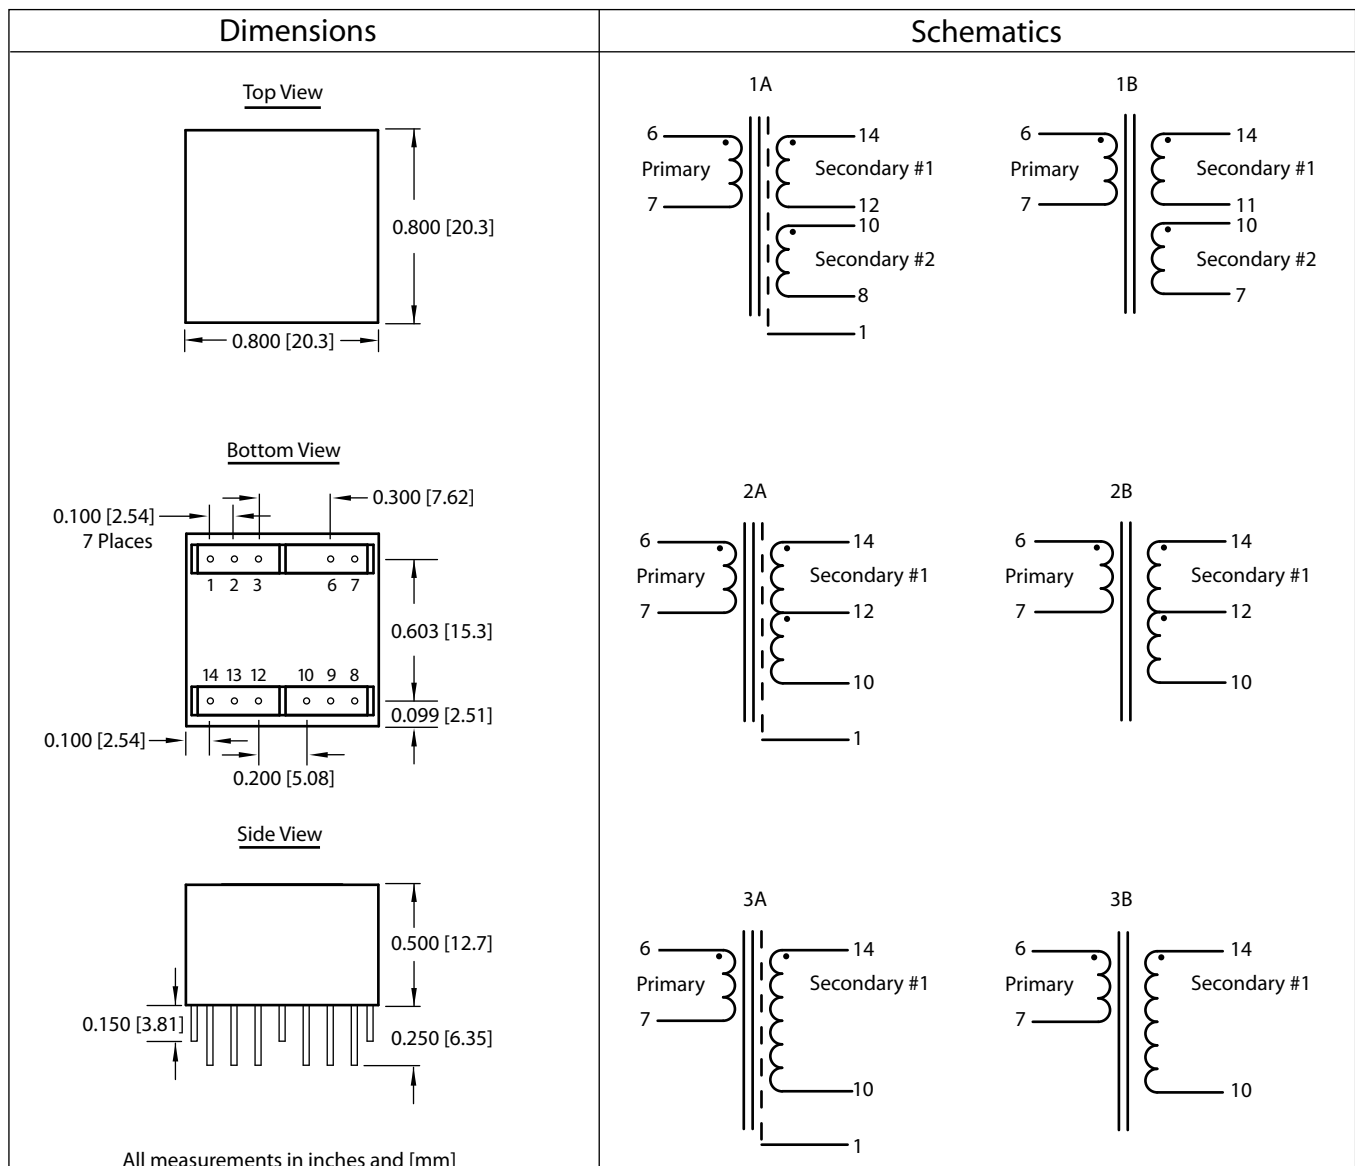 Dimensions
Schematics
Top View
0.800 [20.3]
0.800 [20.3]
Bottom View
0.300 [7.62]
0.100 [2.54]
7 Places
1 2 3 6 7
0.603 [15.3]
14 13 12 10 9 8
0.099 [2.51]
0.100 [2.54]
0.200 [5.08]
Side View
0.500 [12.7]
0.150 [3.81]
0.250 [6.35]
All measurements in inches and [mm]
1A
6
14
Primary
Secondary #1
7
12
10
Secondary #2
8
1
1B
6
14
Primary
Secondary #1
7
11
10
Secondary #2
7
2A
6
14
Primary
Secondary #1
7
12
10
1
2B
6
14
Primary
Secondary #1
7
12
10
3A
6
14
Primary
Secondary #1
7
10
1
3B
6
14
Primary
Secondary #1
7
10